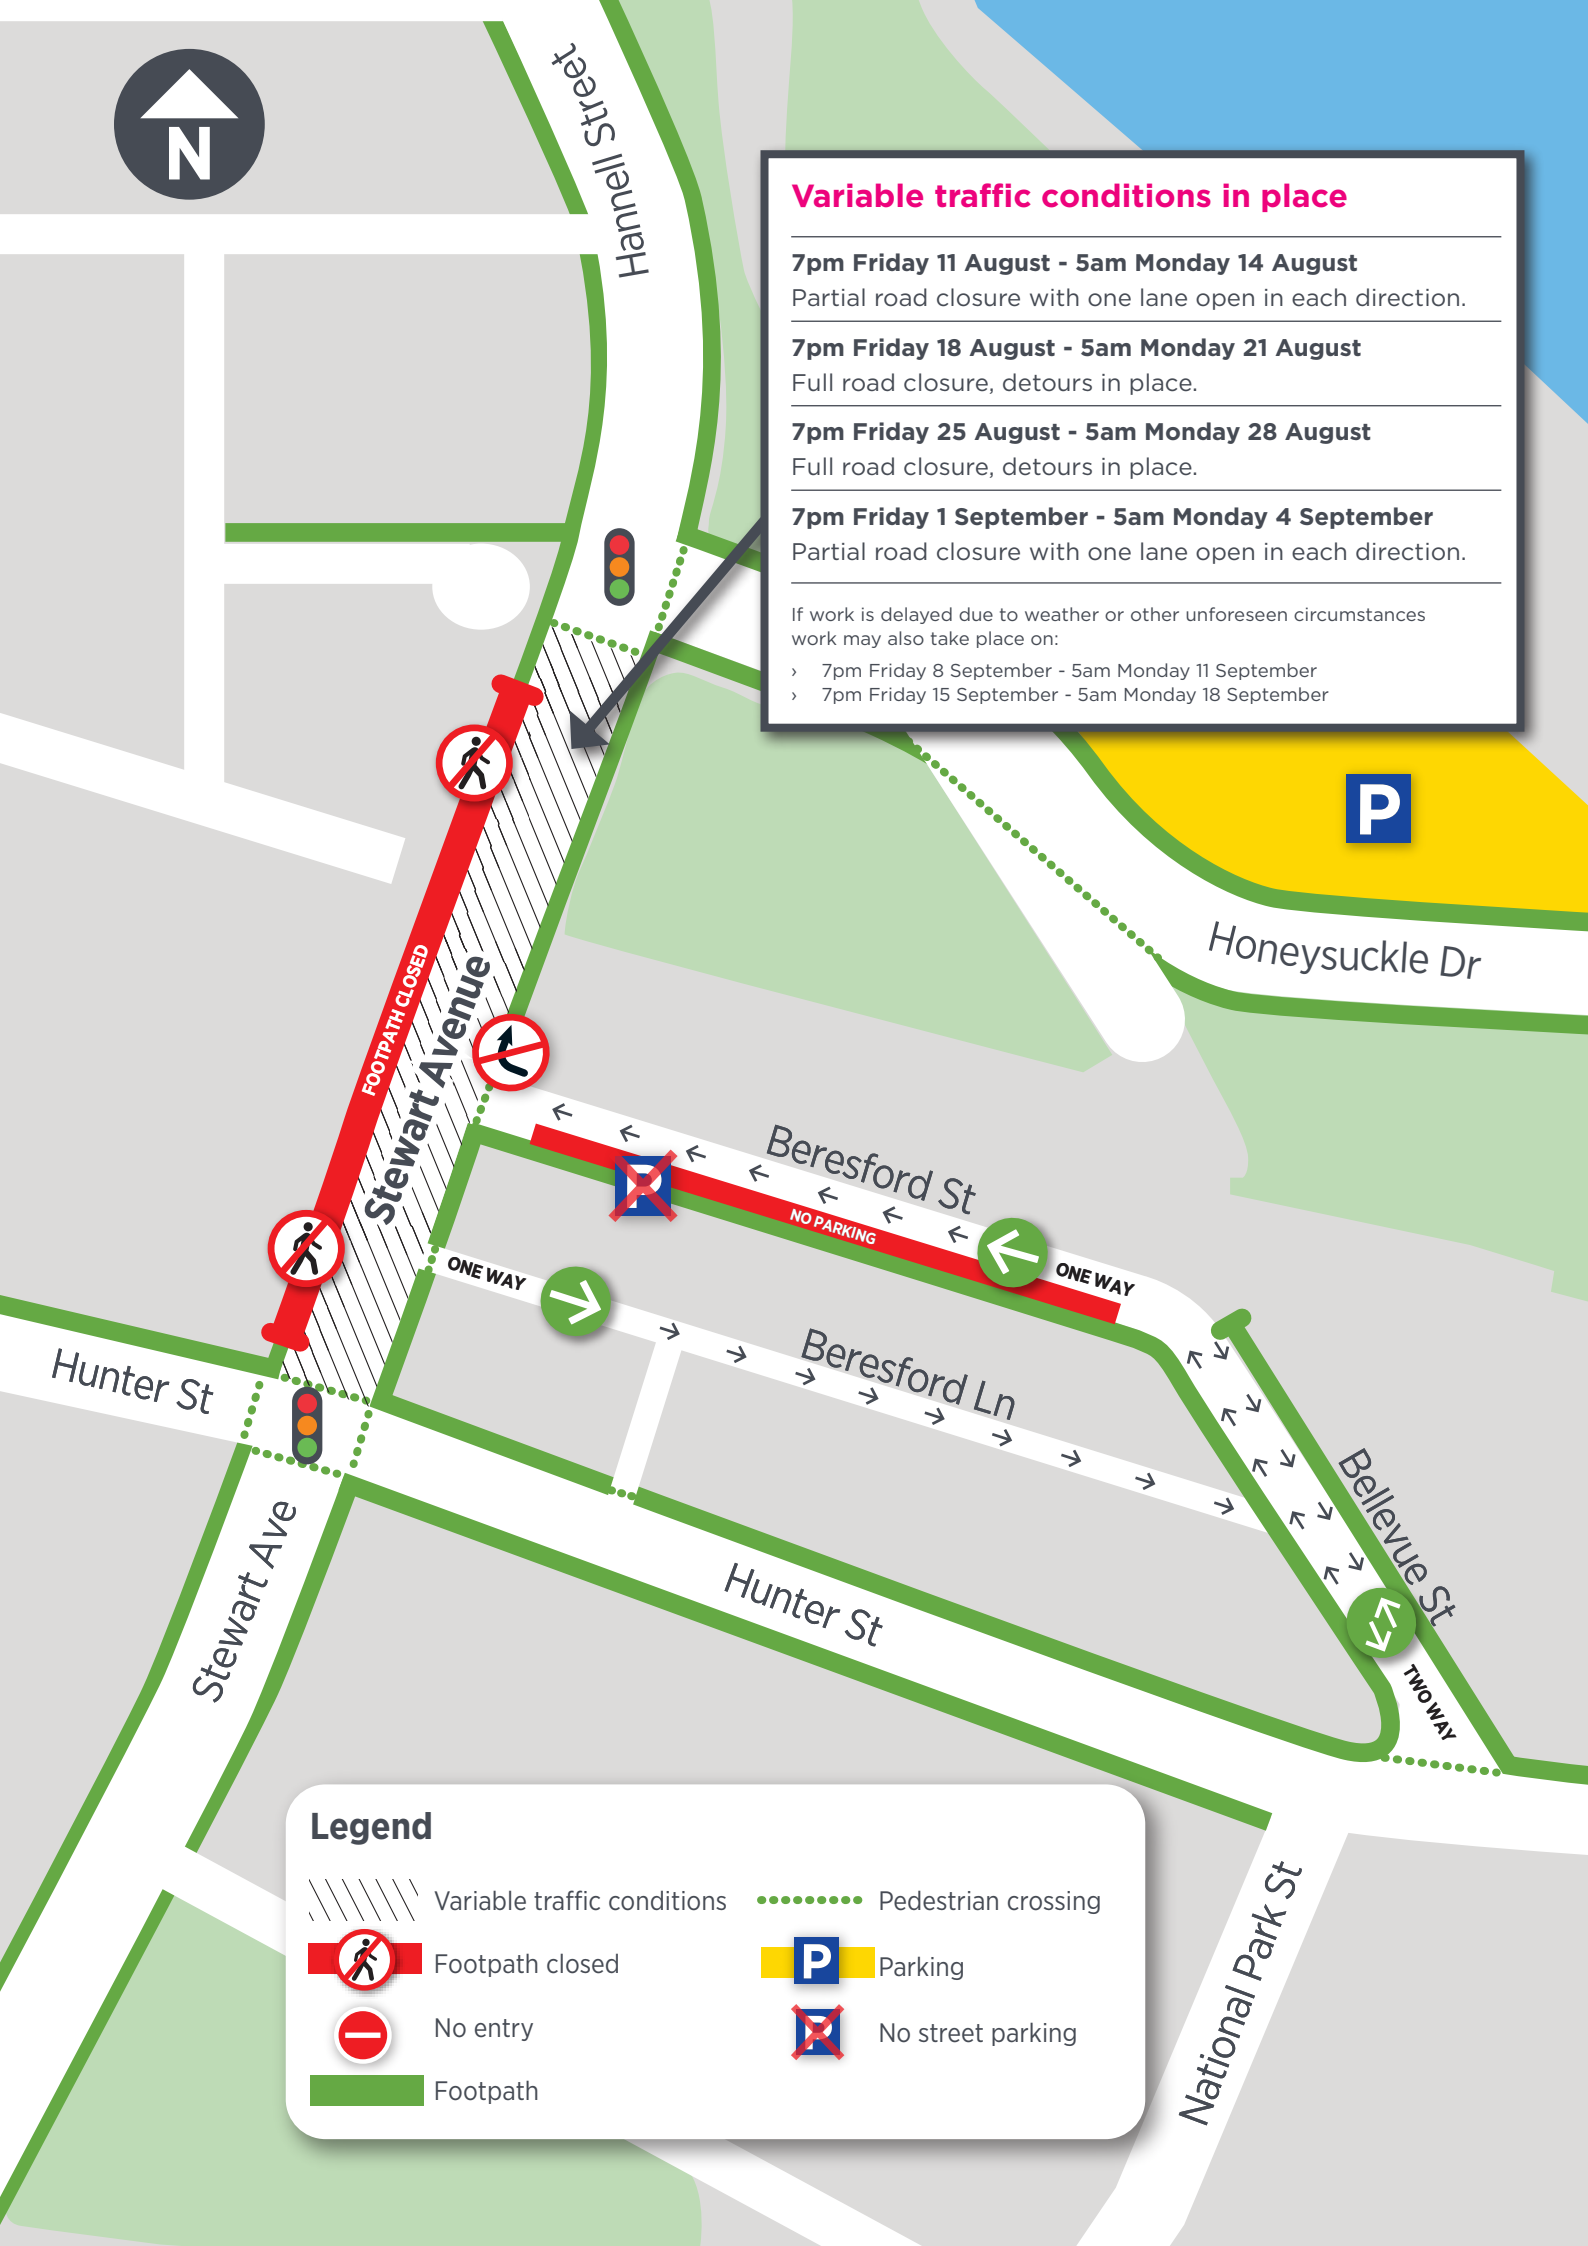 N
Hannell Street
Variable traffic conditions in place
7pm Friday 11 August - 5am Monday 14 August
Partial road closure with one lane open in each direction.
7pm Friday 18 August - 5am Monday 21 August
Full road closure, detours in place.
7pm Friday 25 August - 5am Monday 28 August
Full road closure, detours in place.
7pm Friday 1 September - 5am Monday 4 September
Partial road closure with one lane open in each direction.
If work is delayed due to weather or other unforeseen circumstances
work may also take place on:
› 7pm Friday 8 September - 5am Monday 11 September
› 7pm Friday 15 September - 5am Monday 18 September
P
Honeysuckle Dr
FOOTPATH CLOSED
Stewart Avenue
Beresford St
P
NO PARKING
ONE WAY
ONE WAY
Beresford Ln
Hunter St
Bellevue St
Stewart Ave
Hunter St
TWO WAY
National Park St
Legend
Variable traffic conditions
Pedestrian crossing
Footpath closed
P
Parking
No entry
P
No street parking
Footpath